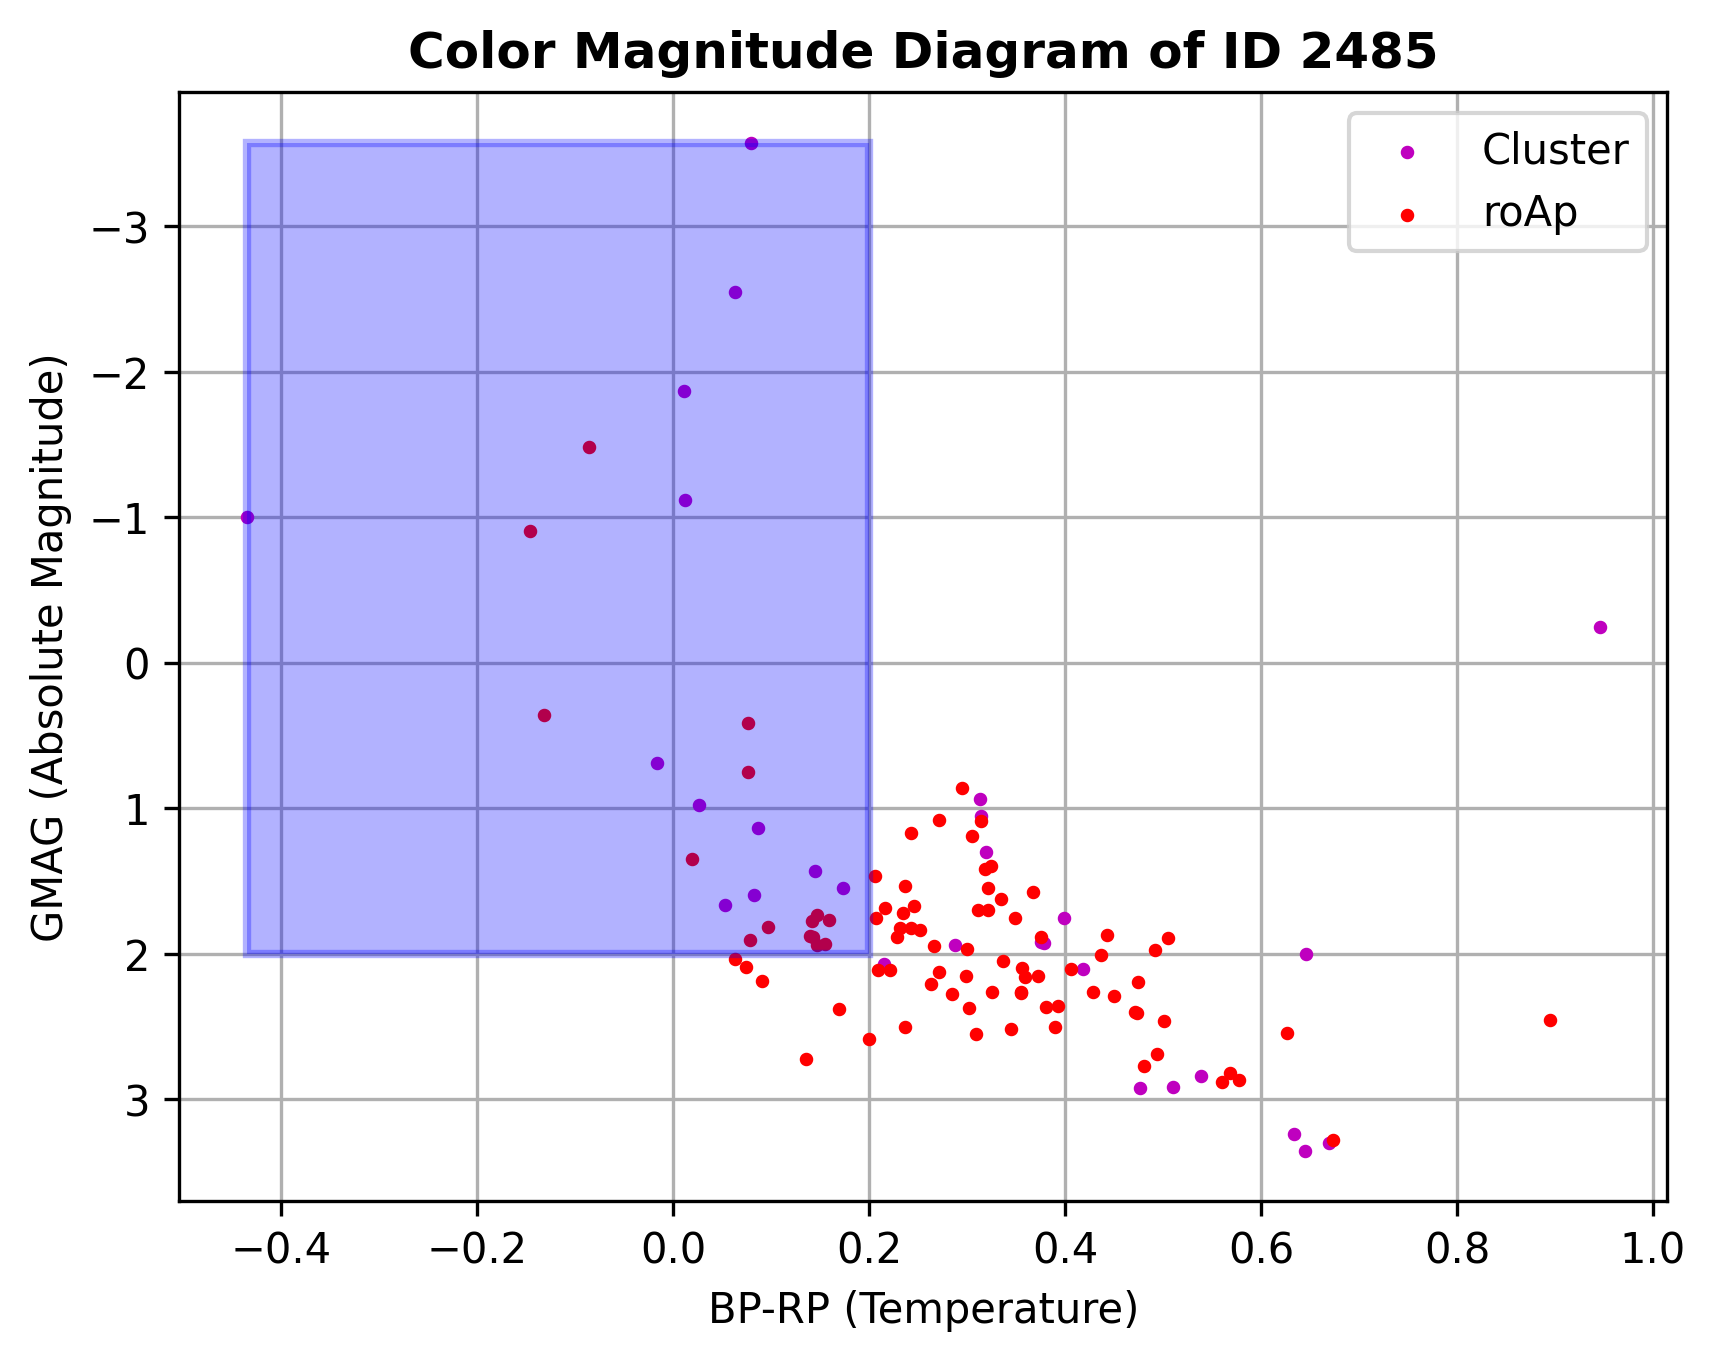 Color Magnitude Diagram of ID 2485
Cluster
roAp
−3
−2
−1
0
1
2
3
GMAG (Absolute Magnitude)
−0.4 −0.2 0.0 0.2 0.4 0.6 0.8 1.0
BP-RP (Temperature)